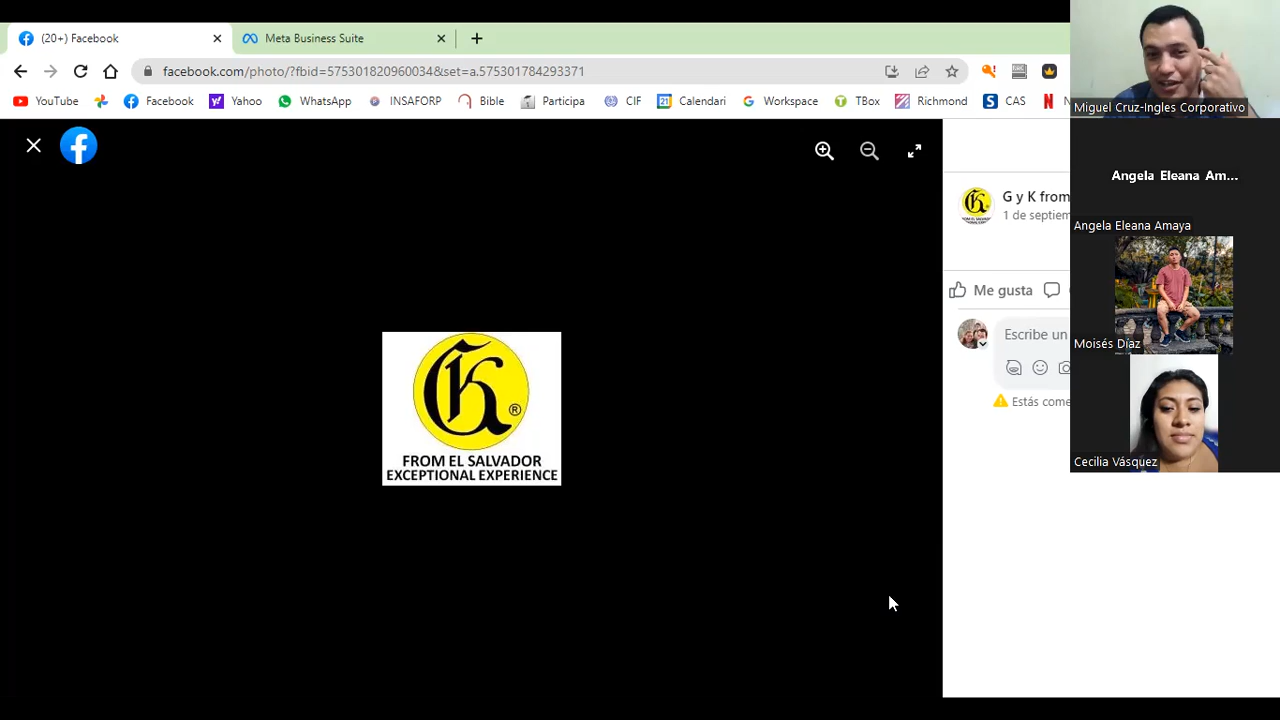 (20+) Facebook
Meta Business Suite
facebook.com/photo/?fbid=575301820960034&set=a.575301784293371
YouTube
Facebook
Yahoo
WhatsApp
INSAFORP
Bible
Participa
CIF
Calendari
Workspace
TBox
Richmond
CAS
GK
®
FROM EL SALVADOR
EXCEPTIONAL EXPERIENCE
G y K from
1 de septiem
Me gusta
Escribe un
Estás come
Miguel Cruz-Ingles Corporativo
Angela Eleana Am...
Angela Eleana Amaya
Moisés Díaz
Cecilia Vásquez